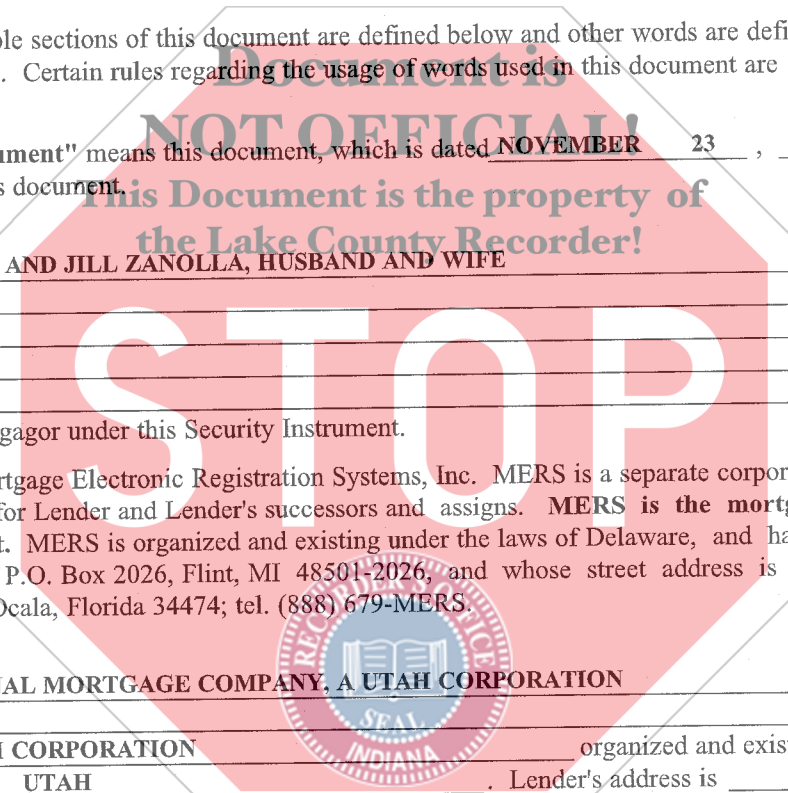 ple sections of this document are defined below and other words are defi
. Certain rules regarding the usage of words used in this document are
Document is
NOT OFFICIAL!
ument" means this document, which is dated NOVEMBER 23 ,
s document.
This Document is the property of
the Lake County Recorder!
AND JILL ZANOLLA, HUSBAND AND WIFE
STOP
gagor under this Security Instrument.
rtgage Electronic Registration Systems, Inc. MERS is a separate corpor
for Lender and Lender's successors and assigns. MERS is the mortg
t. MERS is organized and existing under the laws of Delaware, and ha
P.O. Box 2026, Flint, MI 48501-2026, and whose street address is
Ocala, Florida 34474; tel. (888) 679-MERS.
RECORDER'S OFFICE
SEAL
INDIANA
NAL MORTGAGE COMPANY, A UTAH CORPORATION
H CORPORATION organized and exist
UTAH . Lender's address is